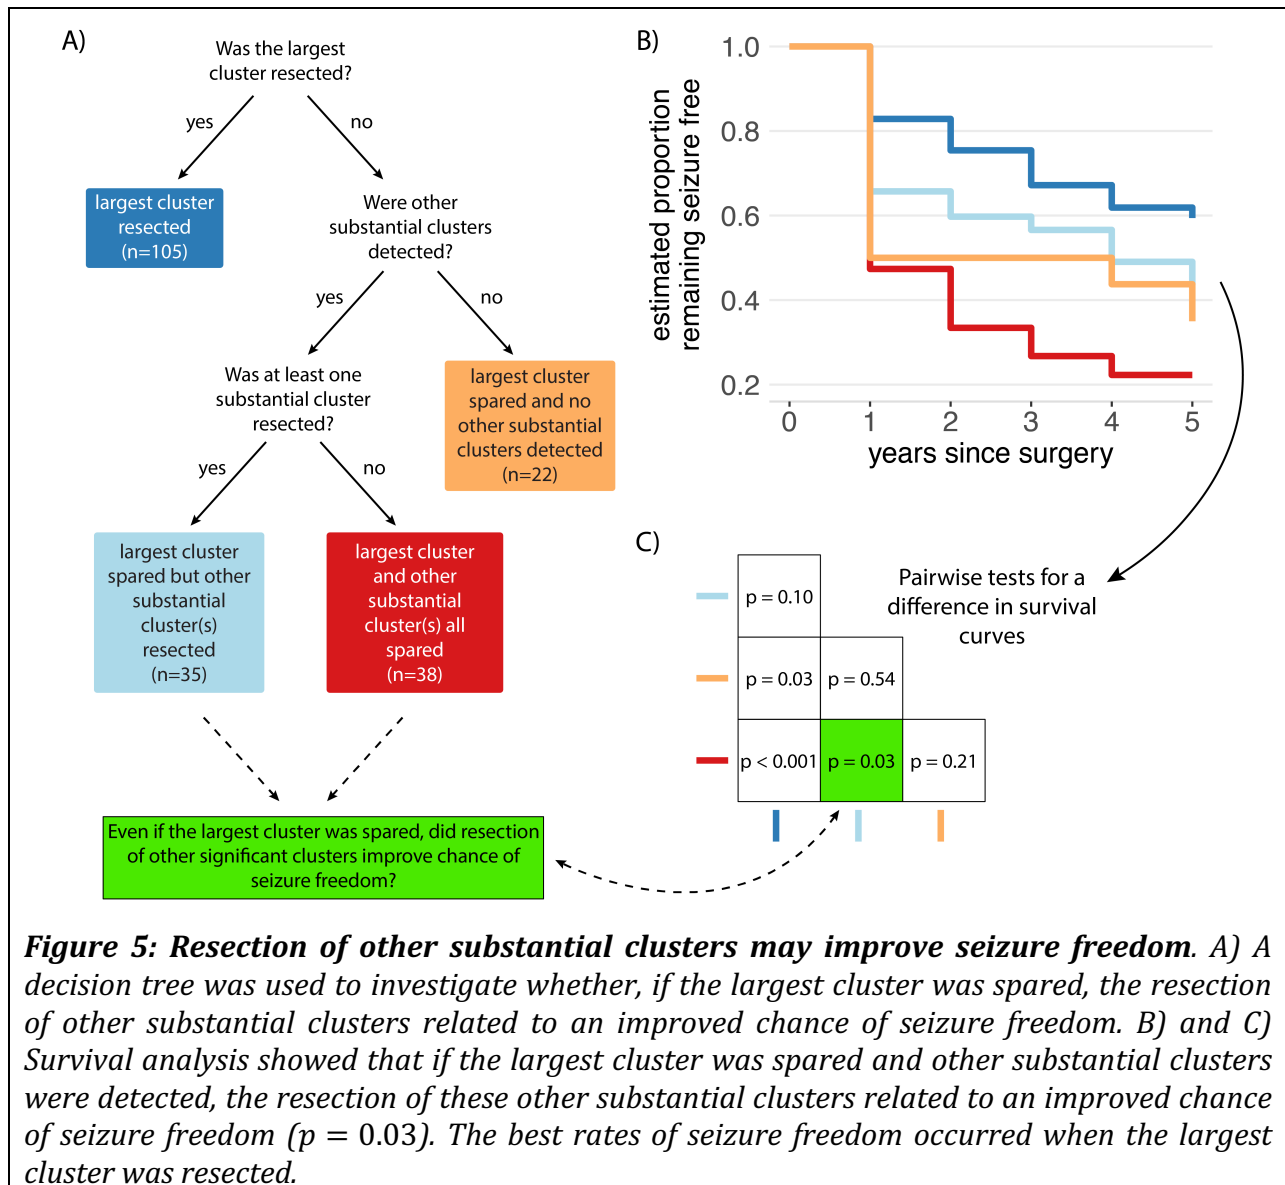 A)
Was the largest
cluster resected?
yes
no
largest cluster
resected
(n=105)
Were other
substantial clusters
detected?
yes
no
Was at least one
substantial cluster
resected?
largest cluster
spared and no
other substantial
clusters detected
(n=22)
yes
no
largest cluster
spared but other
substantial
cluster(s)
resected
(n=35)
largest cluster
and other
substantial
cluster(s) all
spared
(n=38)
Even if the largest cluster was spared, did resection
of other significant clusters improve chance of
seizure freedom?
B)
estimated proportion
remaining seizure free
1.0
0.8
0.6
0.4
0.2
0 1 2 3 4 5
years since surgery
C)
Pairwise tests for a
difference in survival
curves
p = 0.10
p = 0.03 p = 0.54
p < 0.001 p = 0.03 p = 0.21
Figure 5: Resection of other substantial clusters may improve seizure freedom. A) A
decision tree was used to investigate whether, if the largest cluster was spared, the resection
of other substantial clusters related to an improved chance of seizure freedom. B) and C)
Survival analysis showed that if the largest cluster was spared and other substantial clusters
were detected, the resection of these other substantial clusters related to an improved chance
of seizure freedom (p = 0.03). The best rates of seizure freedom occurred when the largest
cluster was resected.